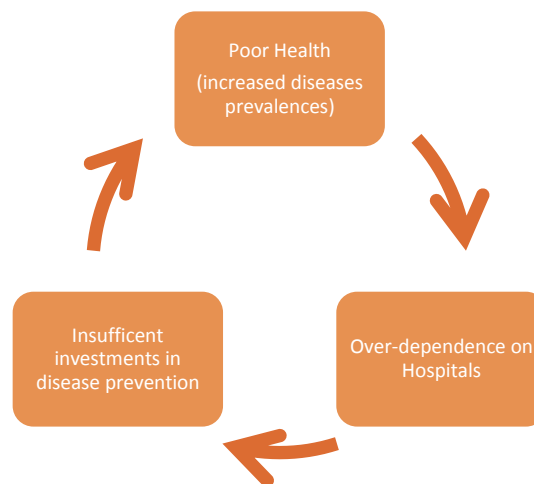 Poor Health
(increased diseases
prevalences)
Insufficent
investments in
disease prevention
Over-dependence on
Hospitals